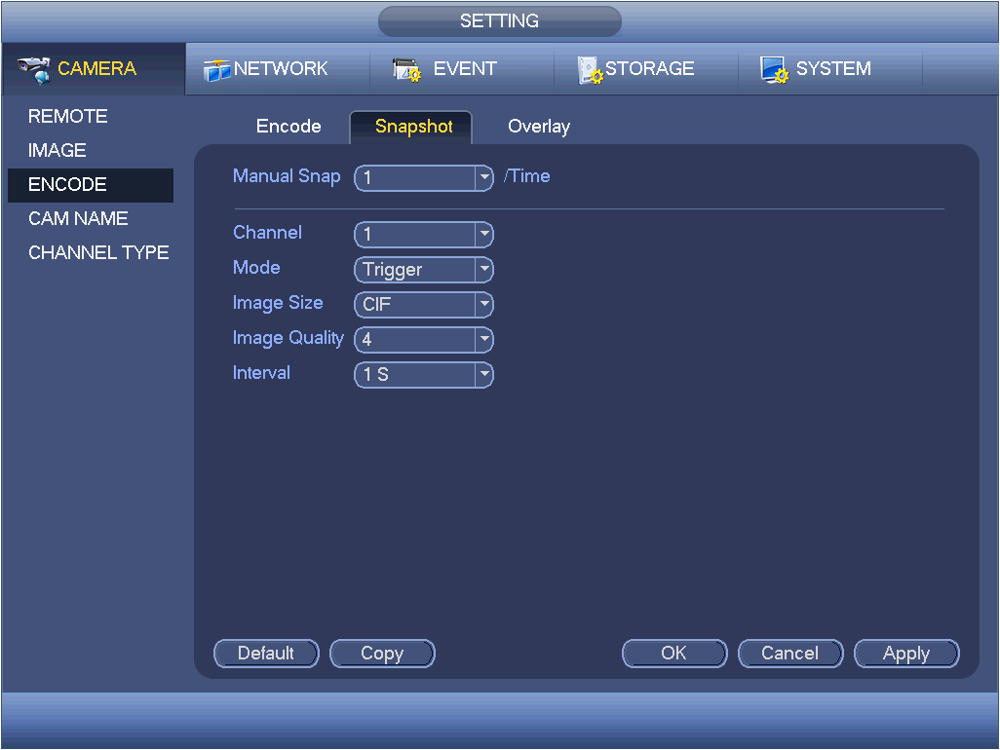 SETTING
CAMERA NETWORK EVENT STORAGE SYSTEM
REMOTE
IMAGE
ENCODE
CAM NAME
CHANNEL TYPE
Encode Snapshot Overlay
Manual Snap 1 /Time
Channel 1
Mode Trigger
Image Size CIF
Image Quality 4
Interval 1 S
Default Copy OK Cancel Apply